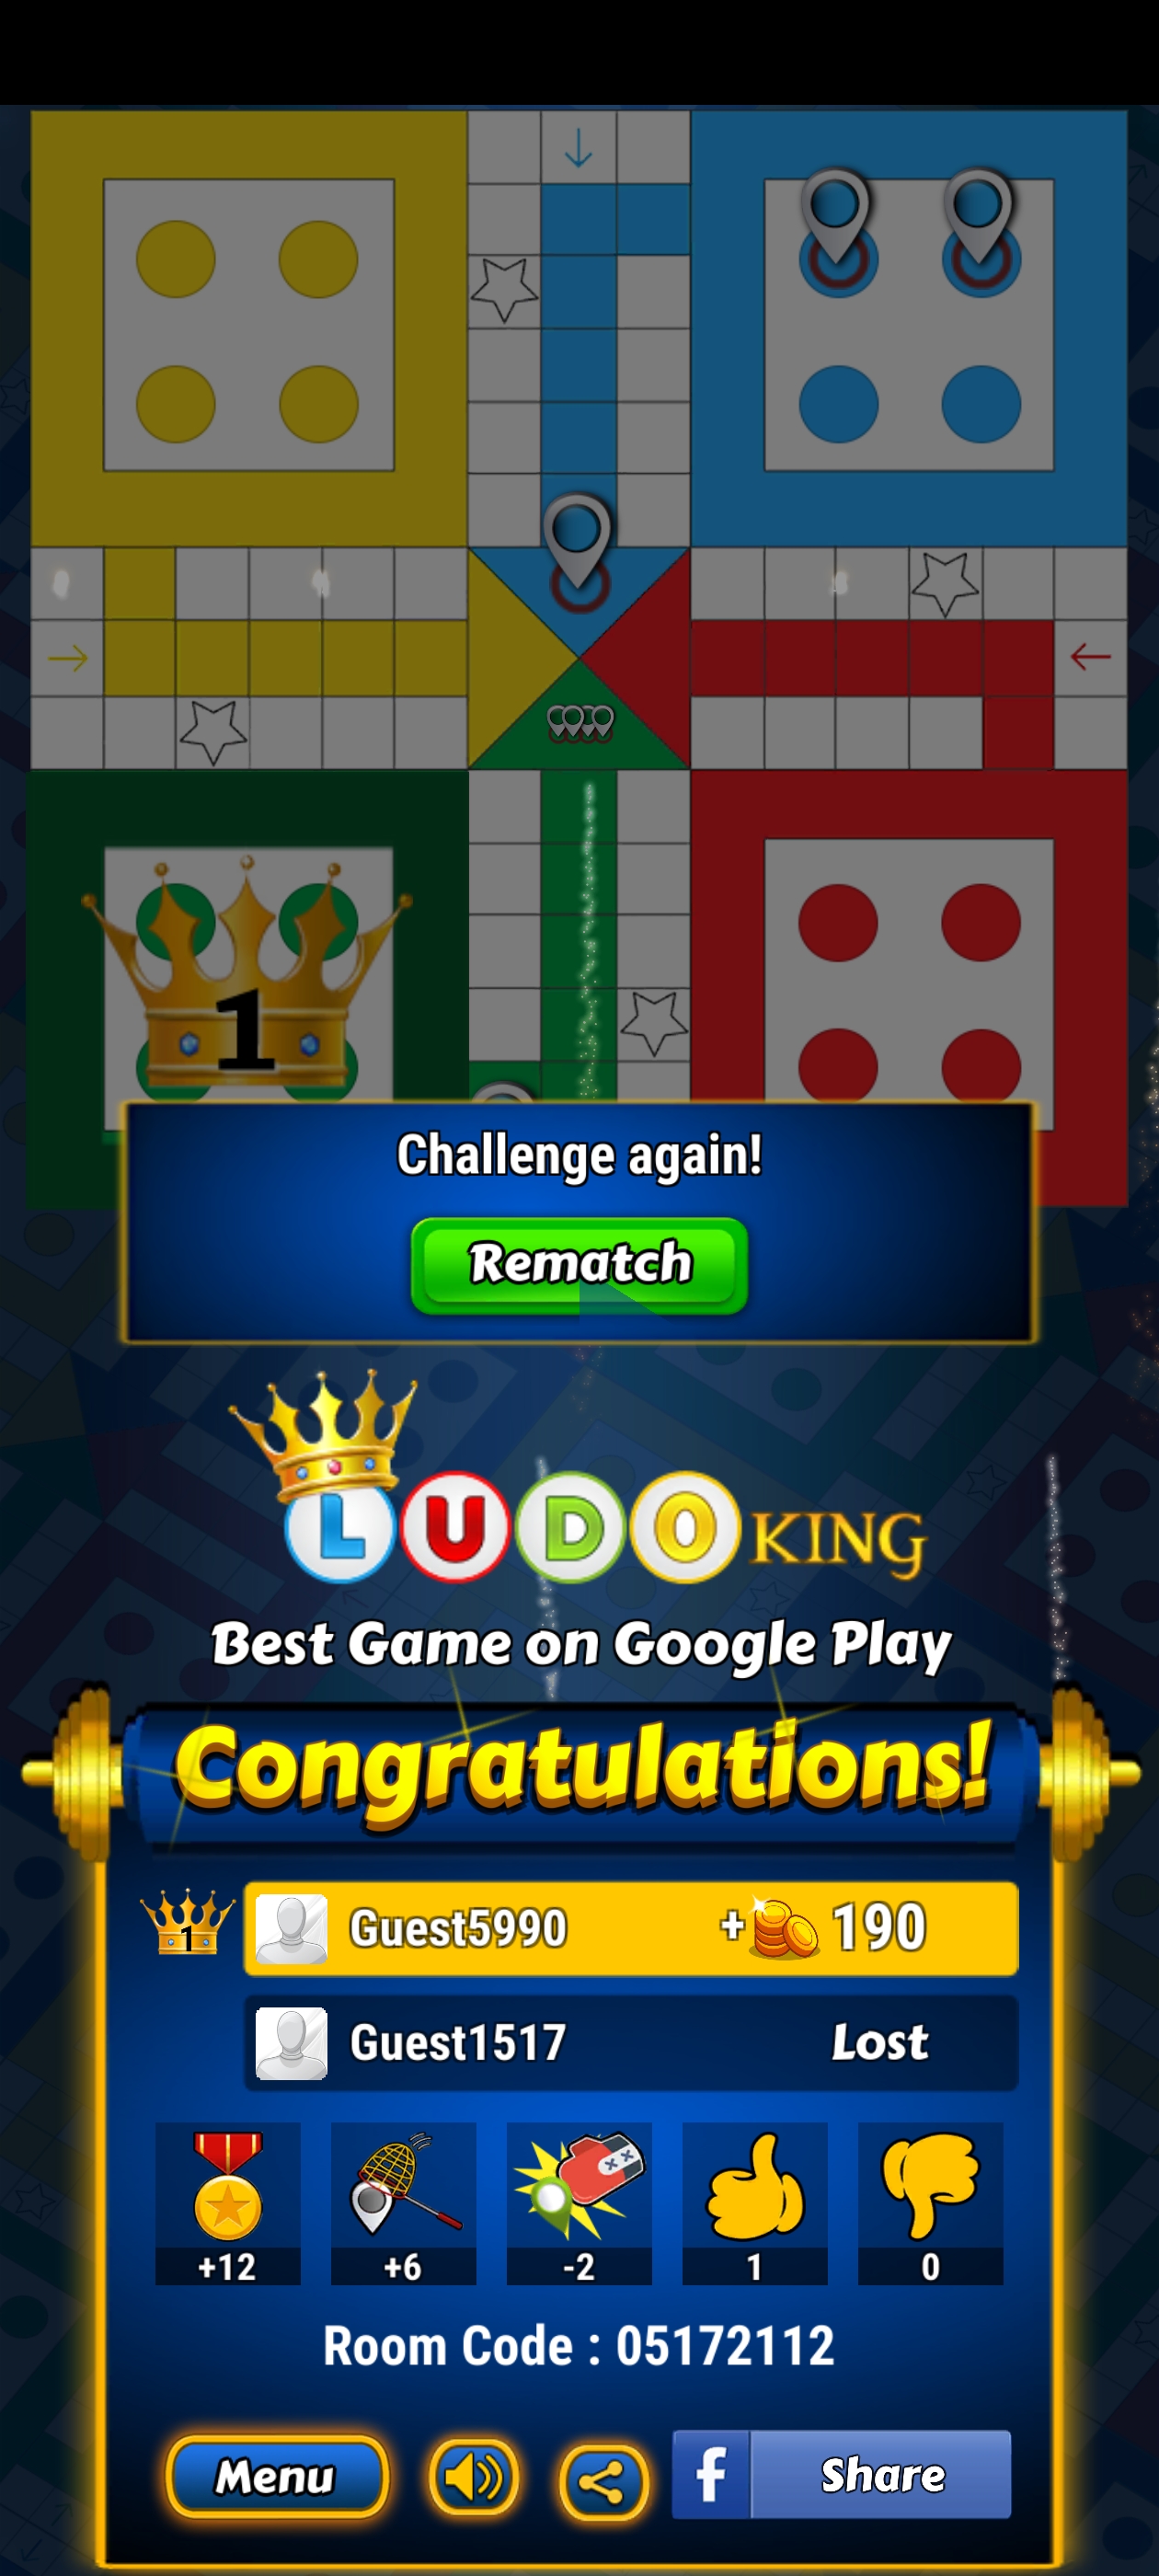 1
Challenge again!
Rematch
LUDO KING
Best Game on Google Play
Congratulations!
1 Guest5990 + 190
Guest1517 Lost
+12 +6 -2 1 0
Room Code : 05172112
Menu f Share